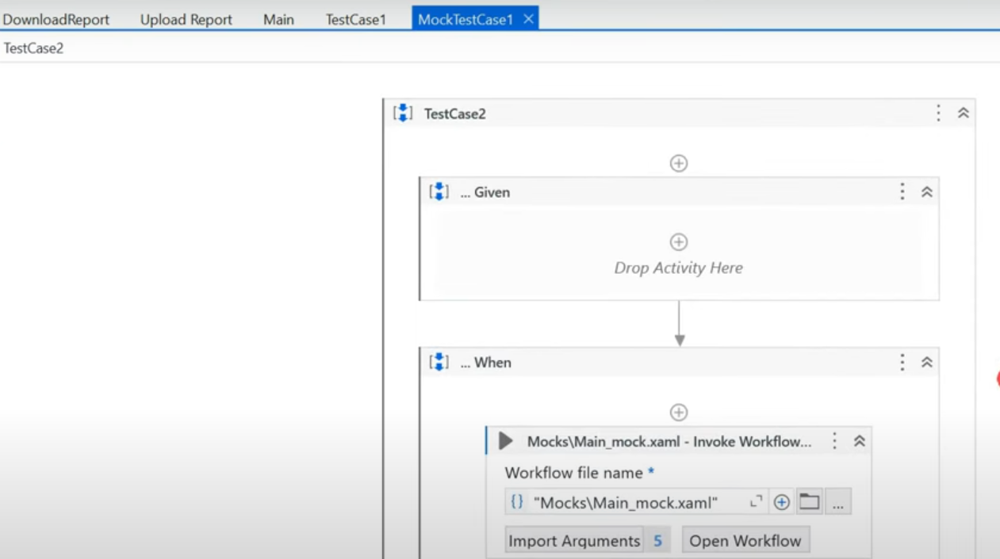 DownloadReport Upload Report Main TestCase1 MockTestCase1
TestCase2
TestCase2
... Given
Drop Activity Here
... When
Mocks\Main_mock.xaml - Invoke Workflow...
Workflow file name *
{} "Mocks\Main_mock.xaml" ...
Import Arguments 5 Open Workflow